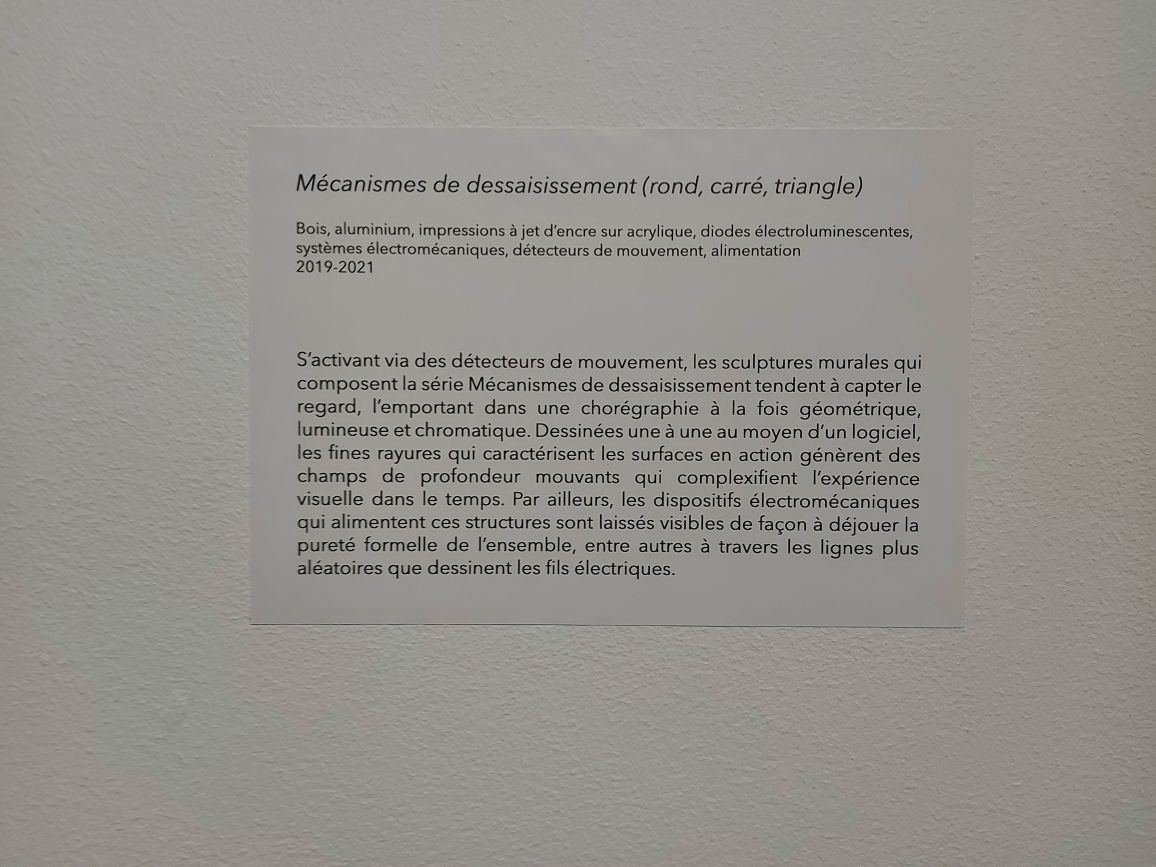 Mécanismes de dessaisissement (rond, carré, triangle)
Bois, aluminium, impressions à jet d'encre sur acrylique, diodes électroluminescentes,
systèmes électromécaniques, détecteurs de mouvement, alimentation
2019-2021
S'activant via des détecteurs de mouvement, les sculptures murales qui
composent la série Mécanismes de dessaisissement tendent à capter le
regard, l'emportant dans une chorégraphie à la fois géométrique,
lumineuse et chromatique. Dessinées une à une au moyen d'un logiciel,
les fines rayures qui caractérisent les surfaces en action génèrent des
champs de profondeur mouvants qui complexifient l'expérience
visuelle dans le temps. Par ailleurs, les dispositifs électromécaniques
qui alimentent ces structures sont laissés visibles de façon à déjouer la
pureté formelle de l'ensemble, entre autres à travers les lignes plus
aléatoires que dessinent les fils électriques.